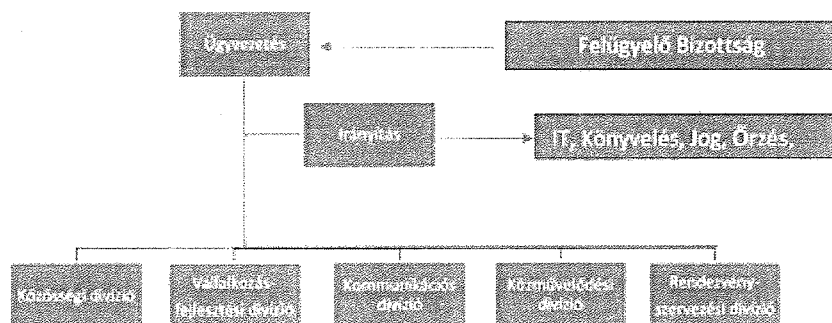 Ügyvezetés
Felügyelő Bizottság
Irányítás
IT, Könyvelés, Jog, Őrzés,
Közösségi divízió
Vállalkozás-
fejlesztési divízió
Kommunikációs
divízió
Közművelődési
divízió
Rendezvény-
szervezési divízió